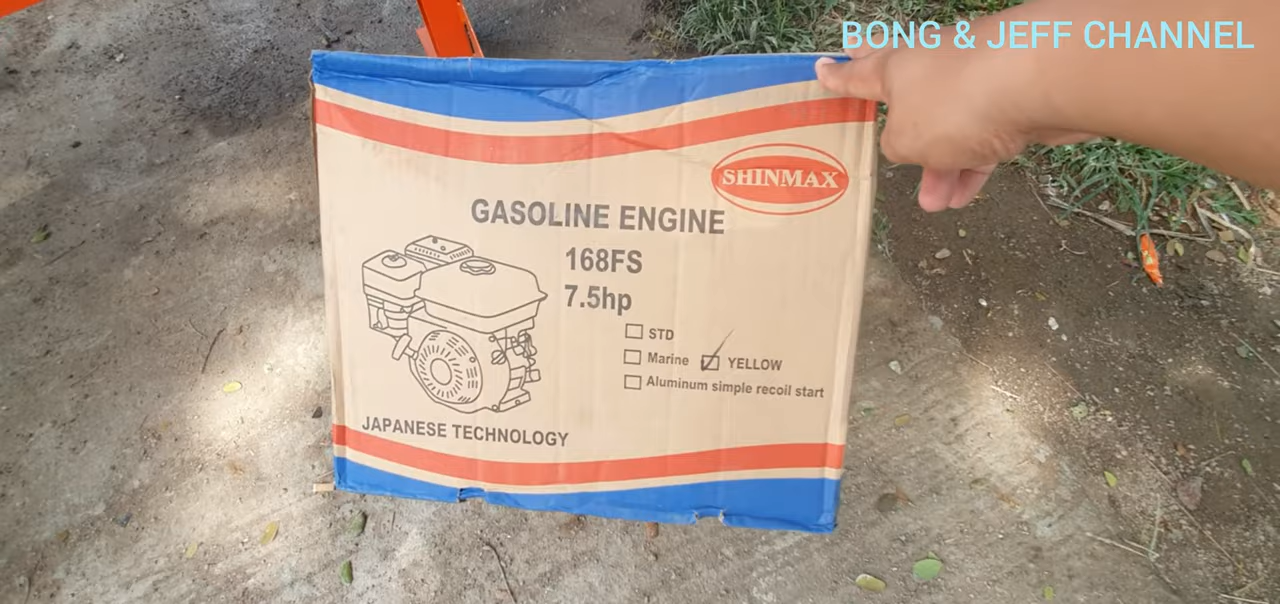 BONG & JEFF CHANNEL
SHINMAX
GASOLINE ENGINE
168FS
7.5hp
STD
Marine YELLOW
Aluminum simple recoil start
JAPANESE TECHNOLOGY